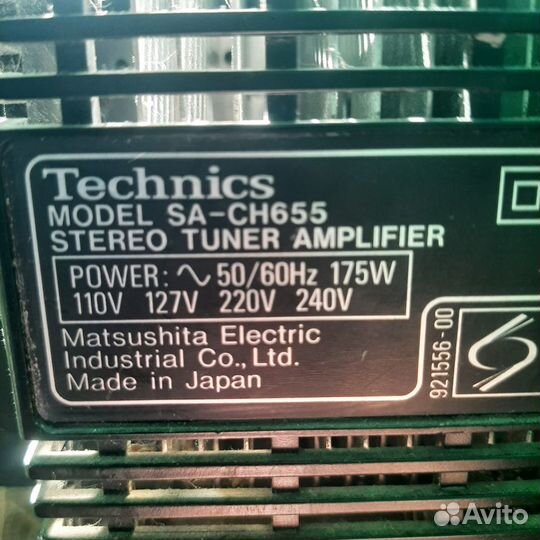 Technics
MODEL SA-CH655
STEREO TUNER AMPLIFIER
POWER: ∿ 50/60Hz 175W
110V 127V 220V 240V
Matsushita Electric
Industrial Co., Ltd.
Made in Japan
921556-00
Avito